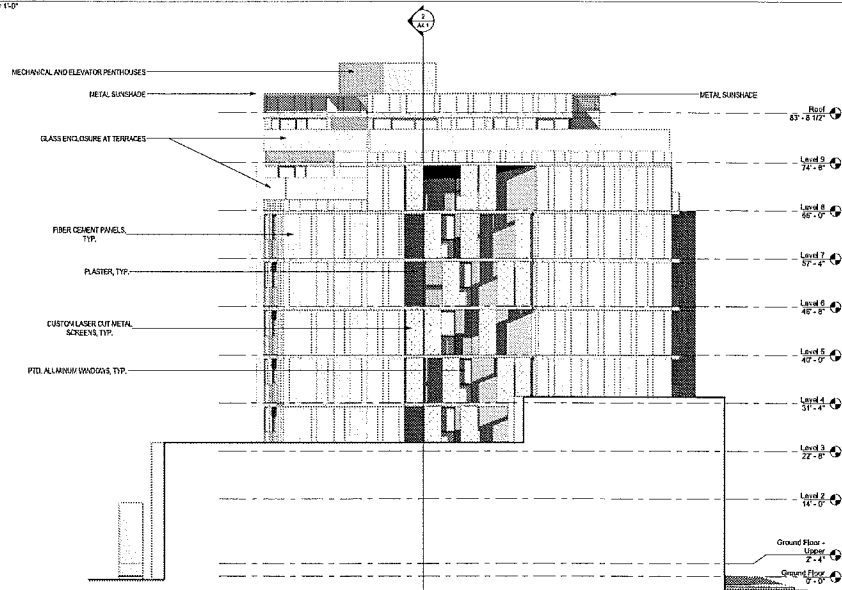 1'-0"
2
A4.1
MECHANICAL AND ELEVATOR PENTHOUSES
METAL SUNSHADE
METAL SUNSHADE
Roof
83' - 8 1/2"
GLASS ENCLOSURE AT TERRACES
Level 9
74' - 8"
Level 8
66' - 0"
FIBER CEMENT PANELS,
TYP.
Level 7
57' - 4"
PLASTER, TYP.
Level 6
48' - 8"
CUSTOM LASER CUT METAL
SCREENS, TYP.
Level 5
40' - 0"
PTD. ALUMINUM WINDOWS, TYP.
Level 4
31' - 4"
Level 3
22' - 8"
Level 2
14' - 0"
Ground Floor -
Upper
2' - 4"
Ground Floor
0' - 0"